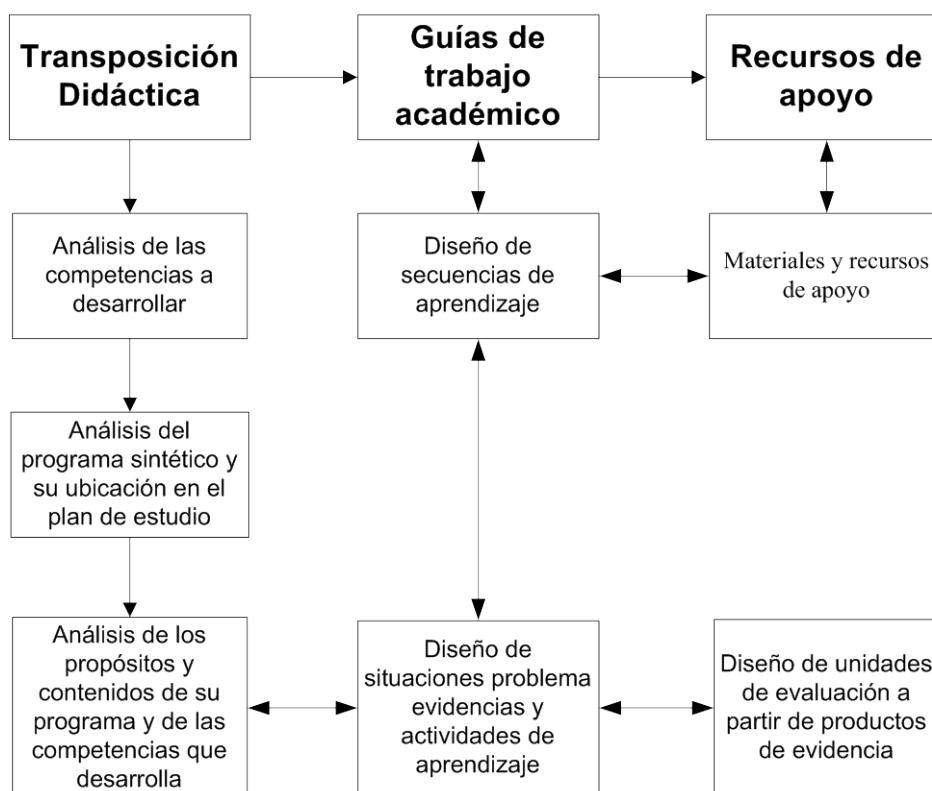 Transposición
Didáctica
Guías de
trabajo
académico
Recursos de
apoyo
Análisis de las
competencias a
desarrollar
Diseño de
secuencias de
aprendizaje
Materiales y recursos
de apoyo
Análisis del
programa sintético y
su ubicación en el
plan de estudio
Análisis de los
propósitos y
contenidos de su
programa y de las
competencias que
desarrolla
Diseño de
situaciones problema
evidencias y
actividades de
aprendizaje
Diseño de unidades
de evaluación a
partir de productos
de evidencia